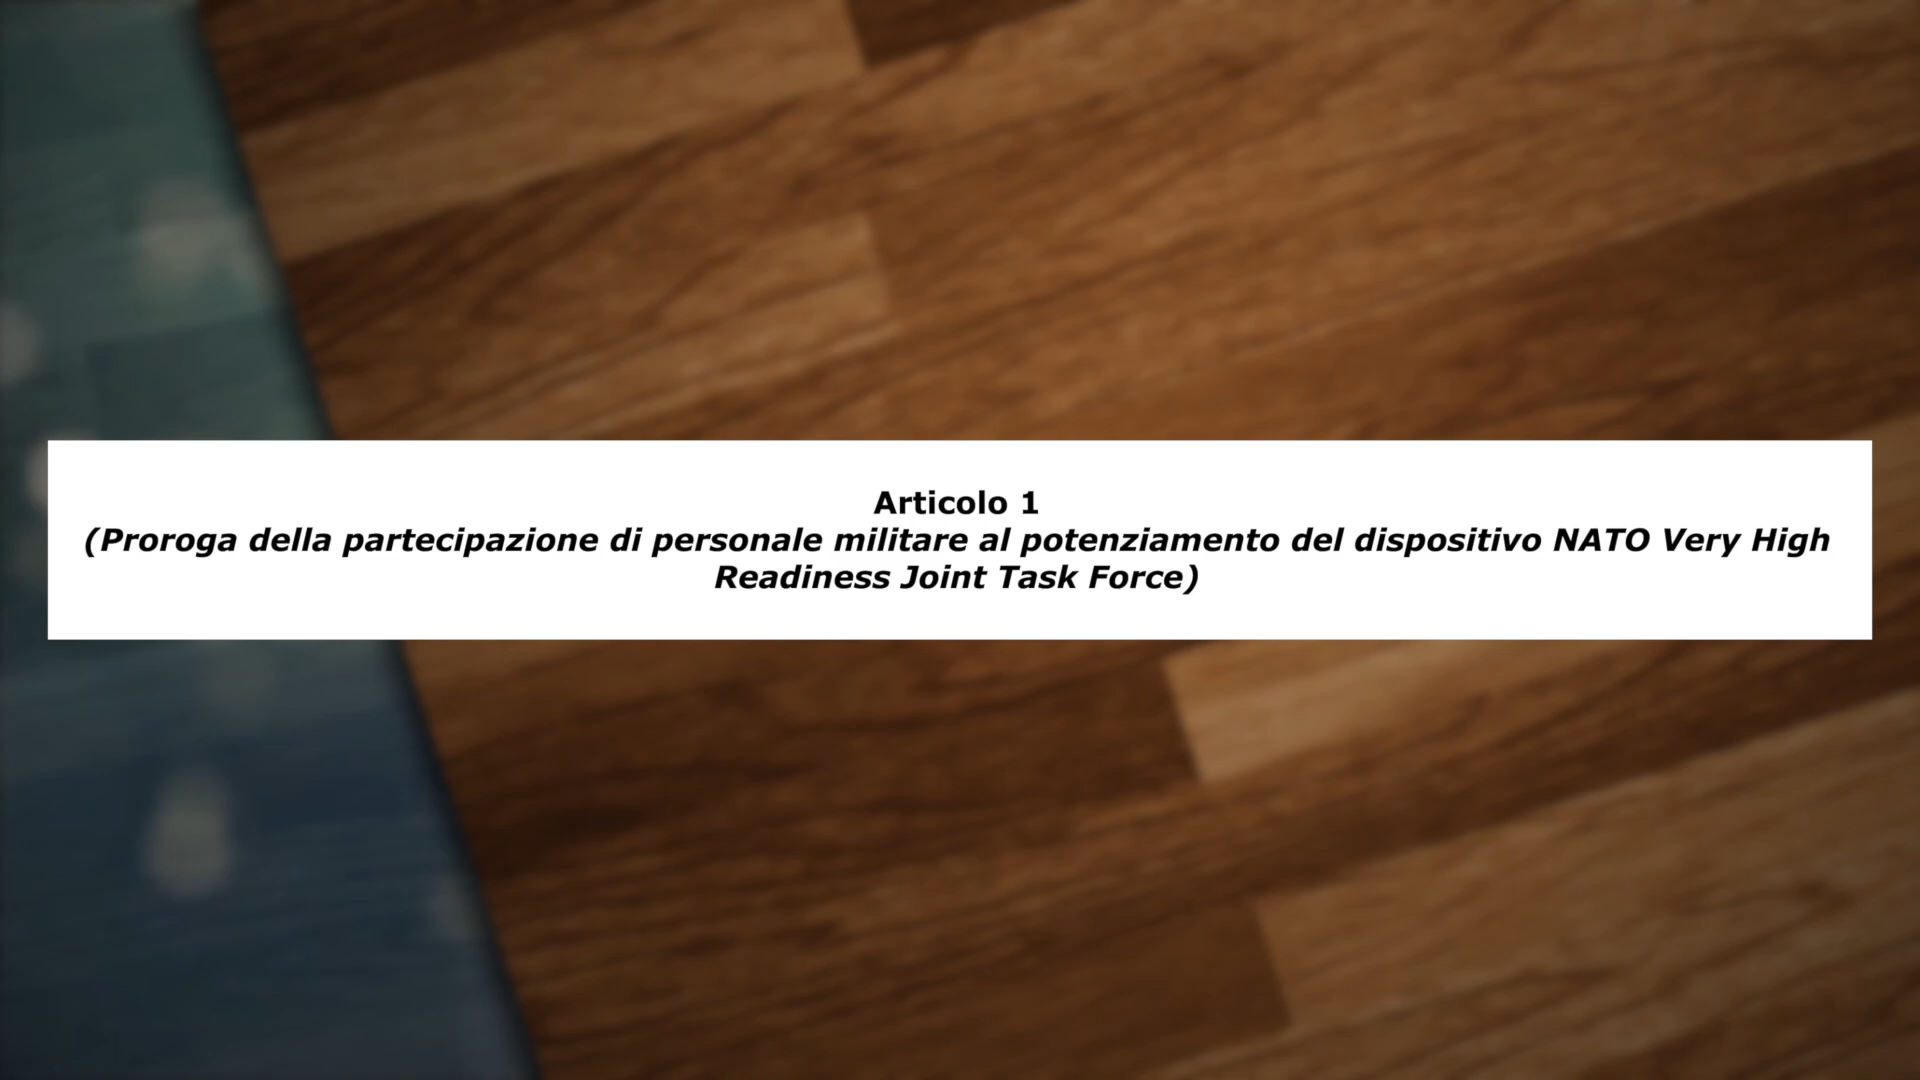 Articolo 1
(Proroga della partecipazione di personale militare al potenziamento del dispositivo NATO Very High
Readiness Joint Task Force)